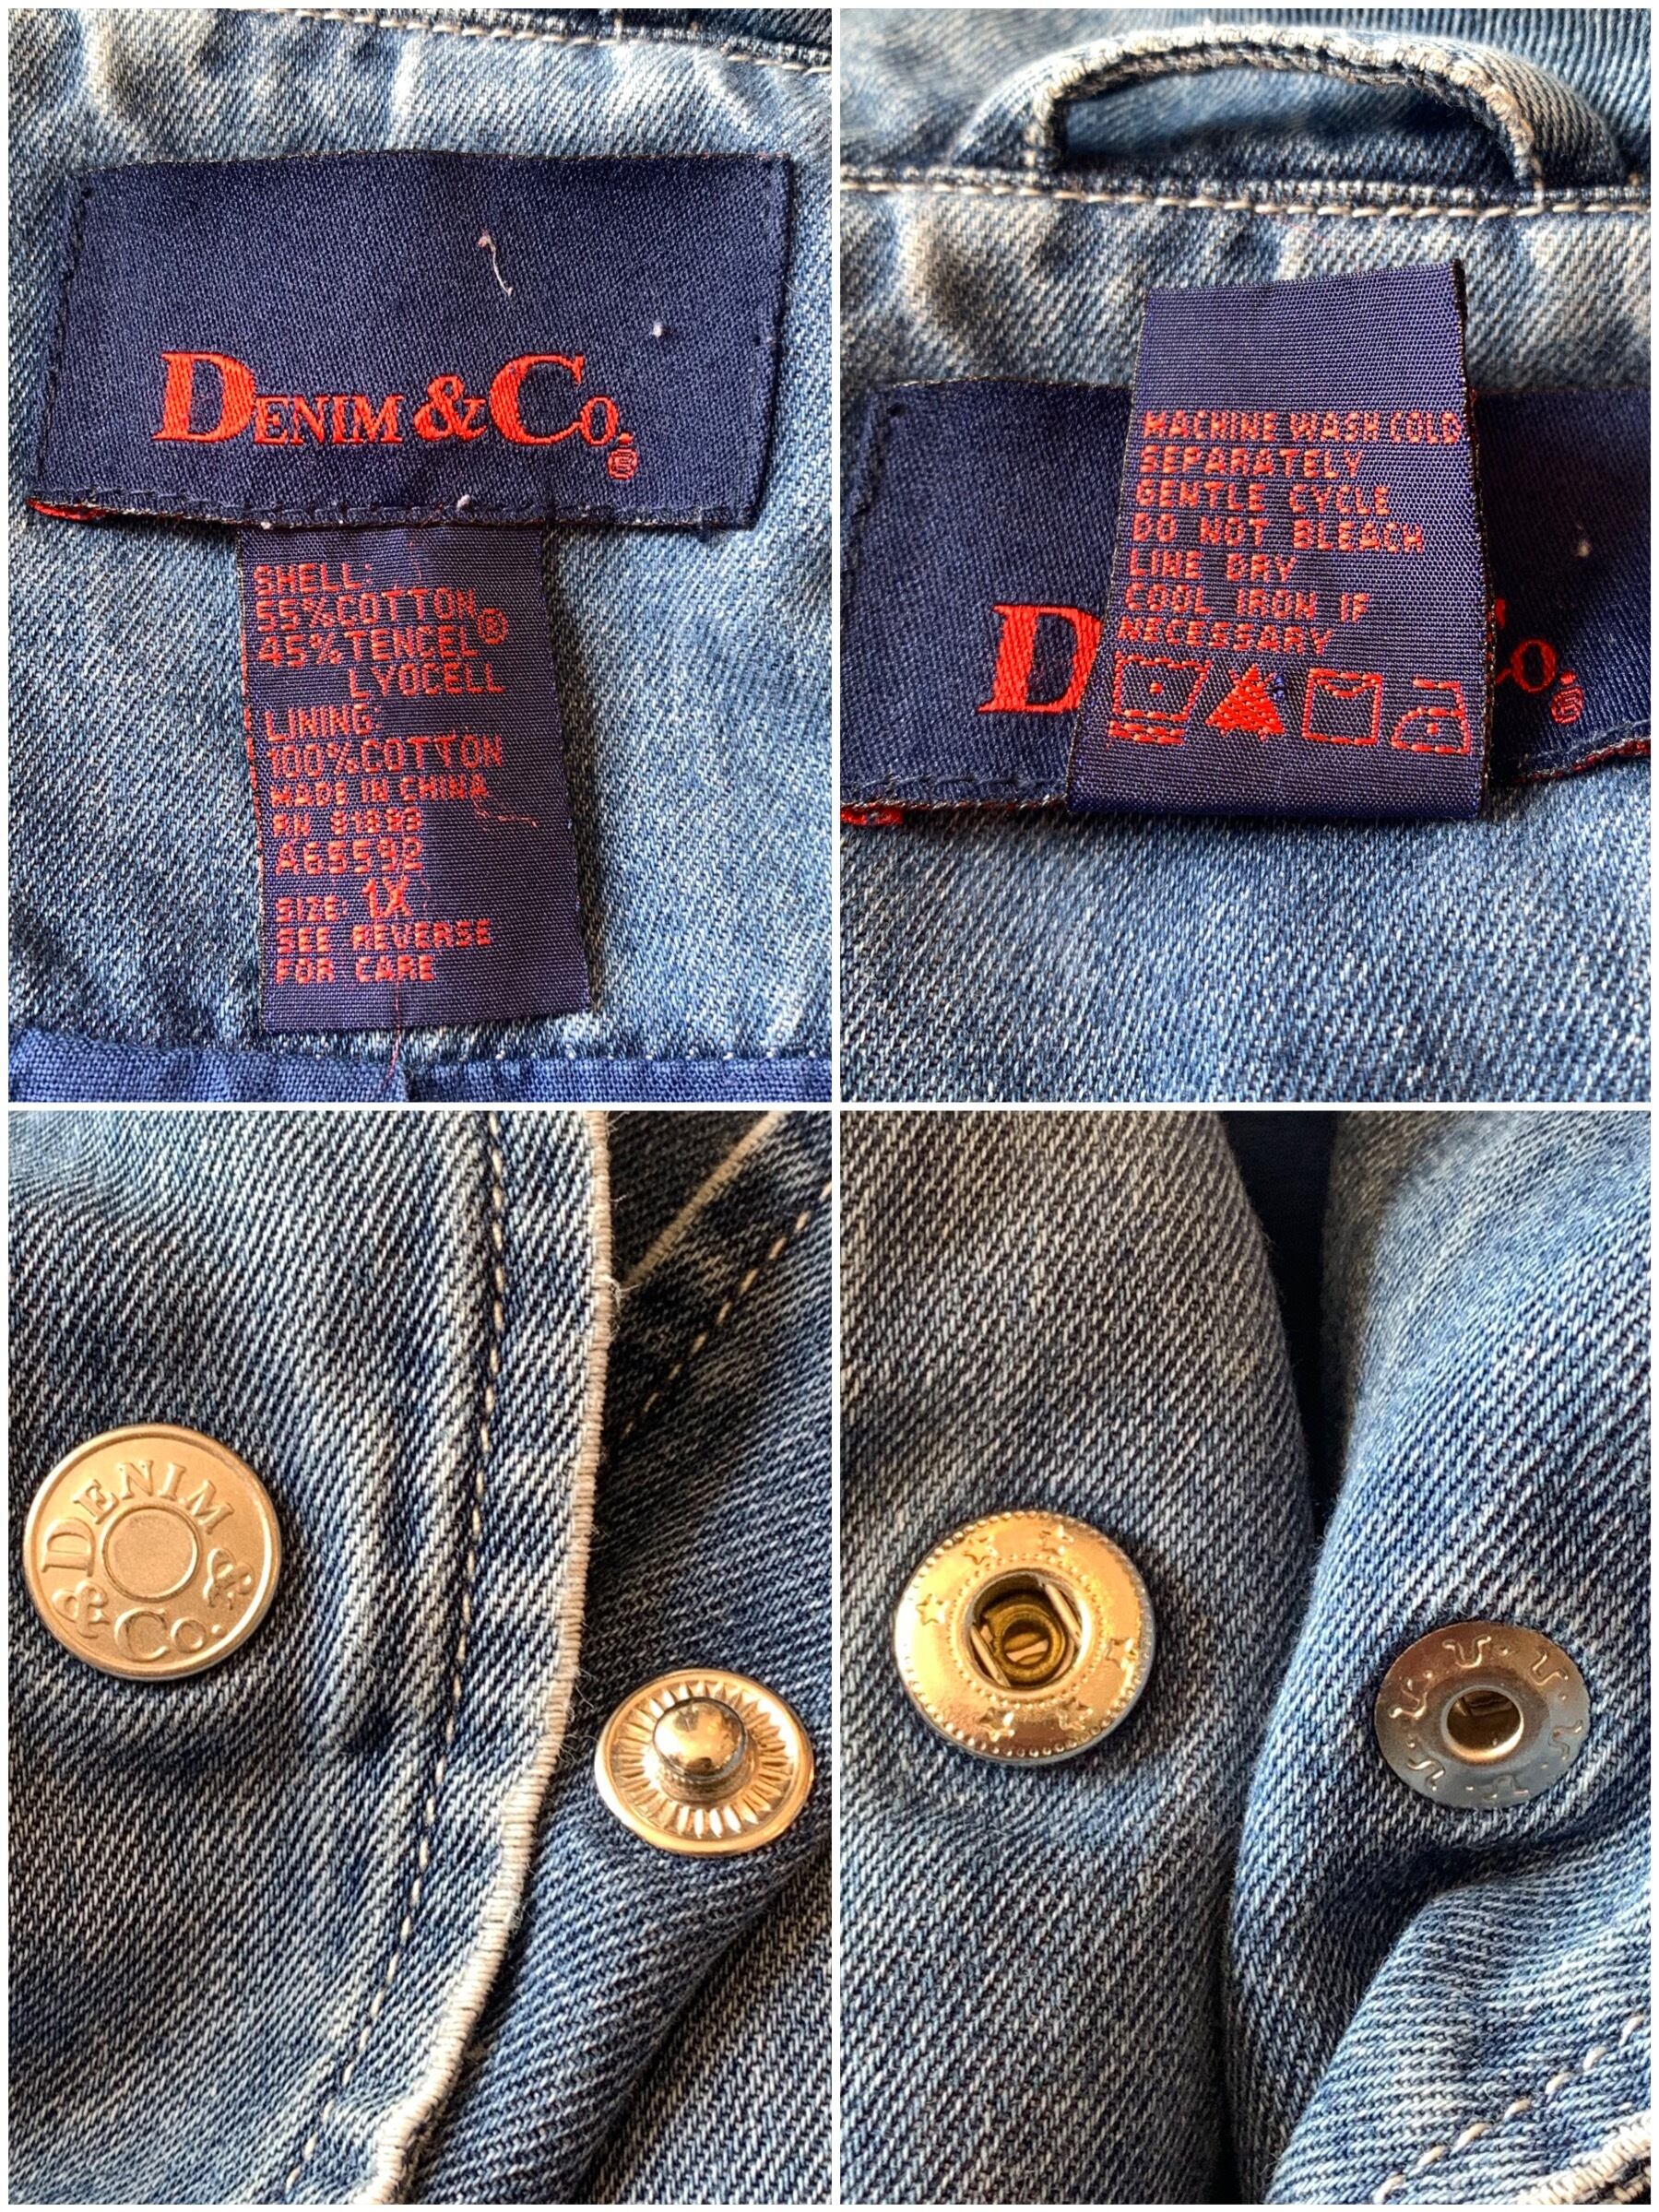 DENIM & CO.®
SHELL:
55% COTTON
45% TENCEL®
LYOCELL
LINING:
100% COTTON
MADE IN CHINA
RN 81898
A65592
SIZE: 1X
SEE REVERSE
FOR CARE
MACHINE WASH COLD
SEPARATELY
GENTLE CYCLE
DO NOT BLEACH
LINE DRY
COOL IRON IF
NECESSARY
D
O.®
DENIM & CO. &